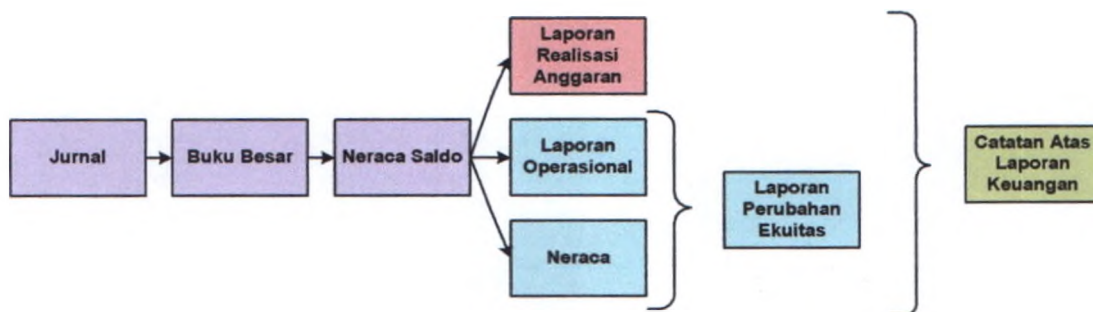 Jurnal
Buku Besar
Neraca Saldo
Laporan
Realisasi
Anggaran
Laporan
Operasional
Neraca
Laporan
Perubahan
Ekuitas
Catatan Atas
Laporan
Keuangan